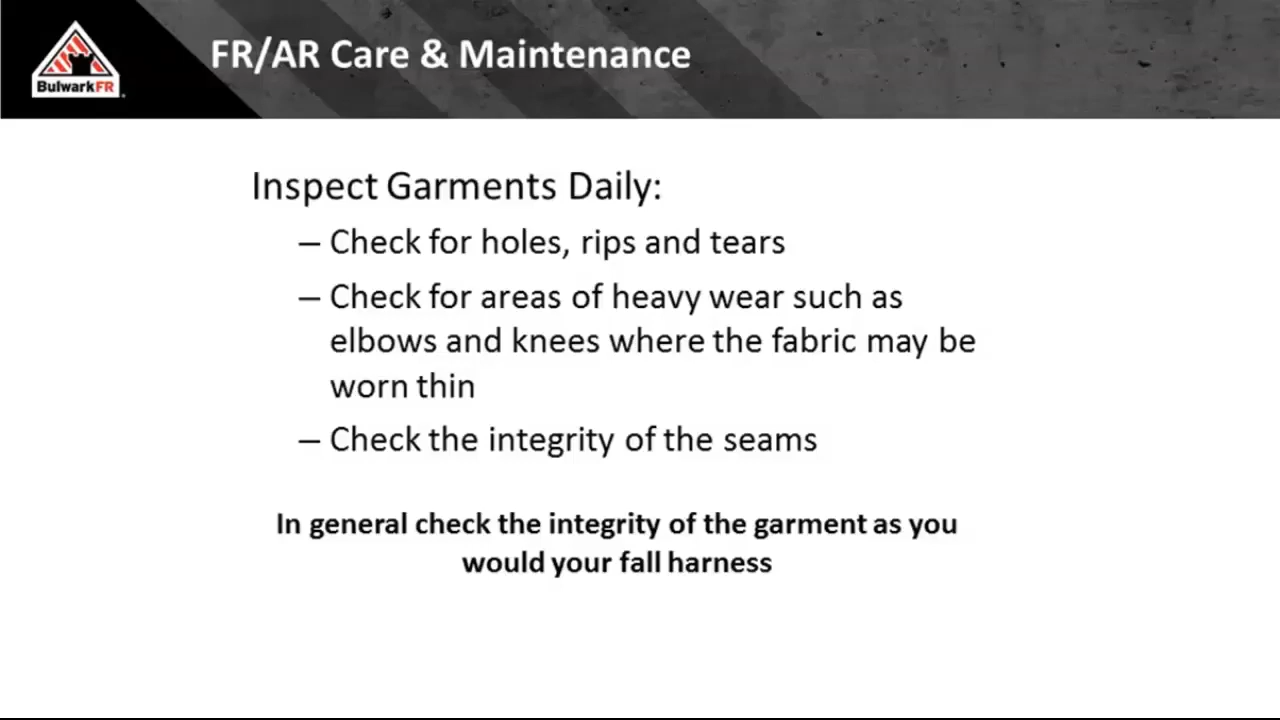 BulwarkFR
FR/AR Care & Maintenance
Inspect Garments Daily:
– Check for holes, rips and tears
– Check for areas of heavy wear such as
elbows and knees where the fabric may be
worn thin
– Check the integrity of the seams
In general check the integrity of the garment as you
would your fall harness